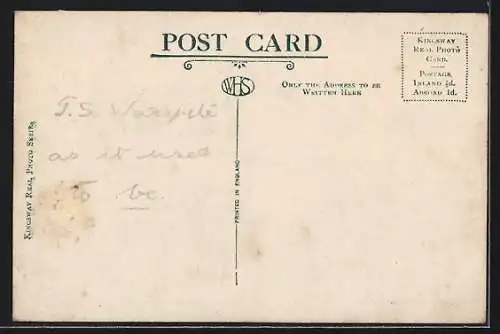 POST CARD
KINGSWAY
REAL PHOTO
CARD.
POSTAGE
INLAND ½d.
ABROAD 1d.
WHS
ONLY THE ADDRESS TO BE
WRITTEN HERE
T.S.
as it used
to be
KINGSWAY REAL PHOTO SERIES.
PRINTED IN ENGLAND